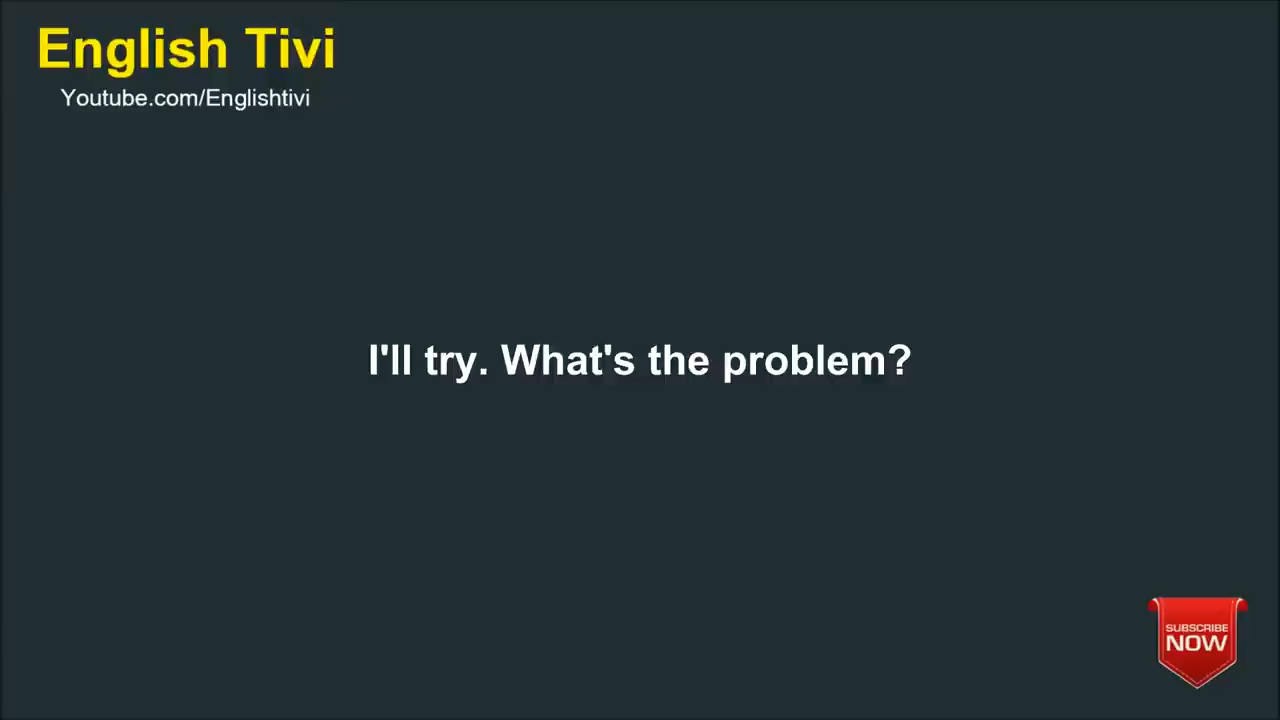 English Tivi
Youtube.com/Englishtivi
I'll try. What's the problem?
SUBSCRIBE
NOW